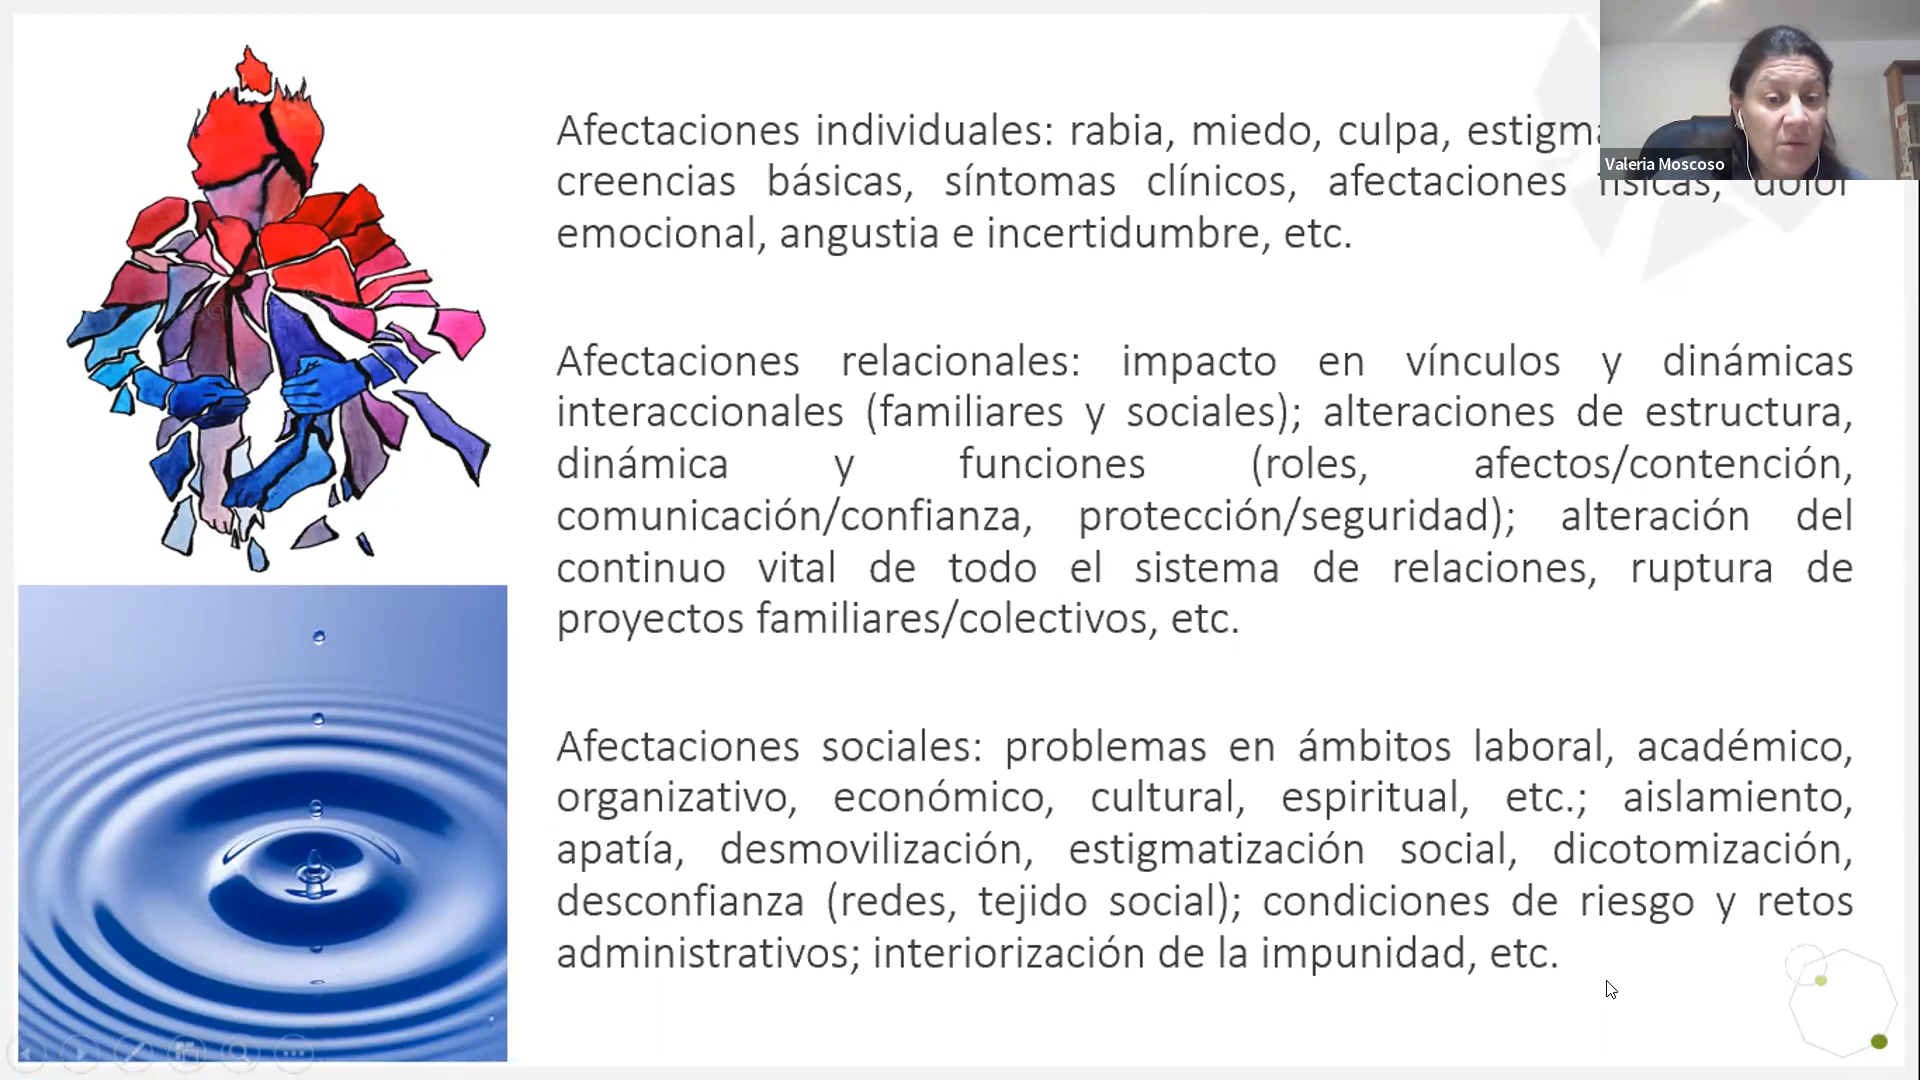 Afectaciones individuales: rabia, miedo, culpa,
Valeria Moscoso
creencias básicas, síntomas clínicos, afectaciones físicas, dolor
emocional, angustia e incertidumbre, etc.
Afectaciones relacionales: impacto en vínculos y dinámicas
interaccionales (familiares y sociales); alteraciones de estructura,
dinámica y funciones (roles, afectos/contención,
comunicación/confianza, protección/seguridad); alteración del
continuo vital de todo el sistema de relaciones, ruptura de
proyectos familiares/colectivos, etc.
Afectaciones sociales: problemas en ámbitos laboral, académico,
organizativo, económico, cultural, espiritual, etc.; aislamiento,
apatía, desmovilización, estigmatización social, dicotomización,
desconfianza (redes, tejido social); condiciones de riesgo y retos
administrativos; interiorización de la impunidad, etc.